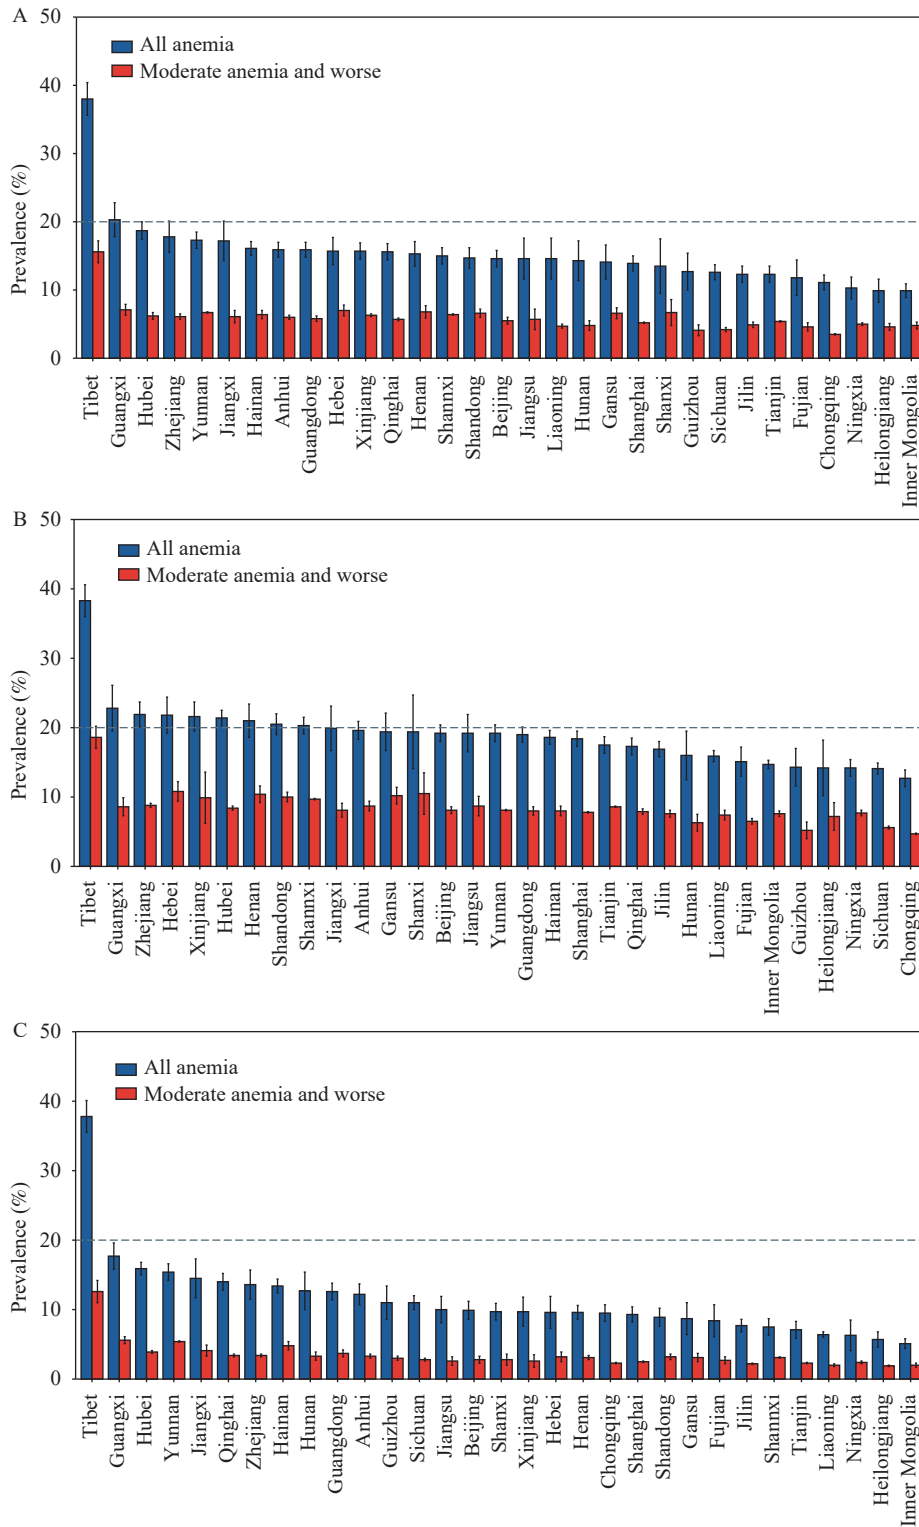 A
50
40
30
20
10
0
Prevalence (%)
All anemia
Moderate anemia and worse
Tibet
Guangxi
Hubei
Zhejiang
Yunnan
Jiangxi
Hainan
Anhui
Guangdong
Hebei
Xinjiang
Qinghai
Henan
Shannxi
Shandong
Beijing
Jiangsu
Liaoning
Hunan
Gansu
Shanghai
Shanxi
Guizhou
Sichuan
Jilin
Tianjin
Fujian
Chongqing
Ningxia
Heilongjiang
Inner Mongolia
B
50
40
30
20
10
0
Prevalence (%)
All anemia
Moderate anemia and worse
Tibet
Guangxi
Zhejiang
Hebei
Xinjiang
Hubei
Henan
Shandong
Shannxi
Jiangxi
Anhui
Gansu
Shanxi
Beijing
Jiangsu
Yunnan
Guangdong
Hainan
Shanghai
Tianjin
Qinghai
Jilin
Hunan
Liaoning
Fujian
Inner Mongolia
Guizhou
Heilongjiang
Ningxia
Sichuan
Chongqing
C
50
40
30
20
10
0
Prevalence (%)
All anemia
Moderate anemia and worse
Tibet
Guangxi
Hubei
Yunnan
Jiangxi
Qinghai
Zhejiang
Hainan
Hunan
Guangdong
Anhui
Guizhou
Sichuan
Jiangsu
Beijing
Shanxi
Xinjiang
Hebei
Henan
Chongqing
Shanghai
Shandong
Gansu
Fujian
Jilin
Shannxi
Tianjin
Liaoning
Ningxia
Heilongjiang
Inner Mongolia